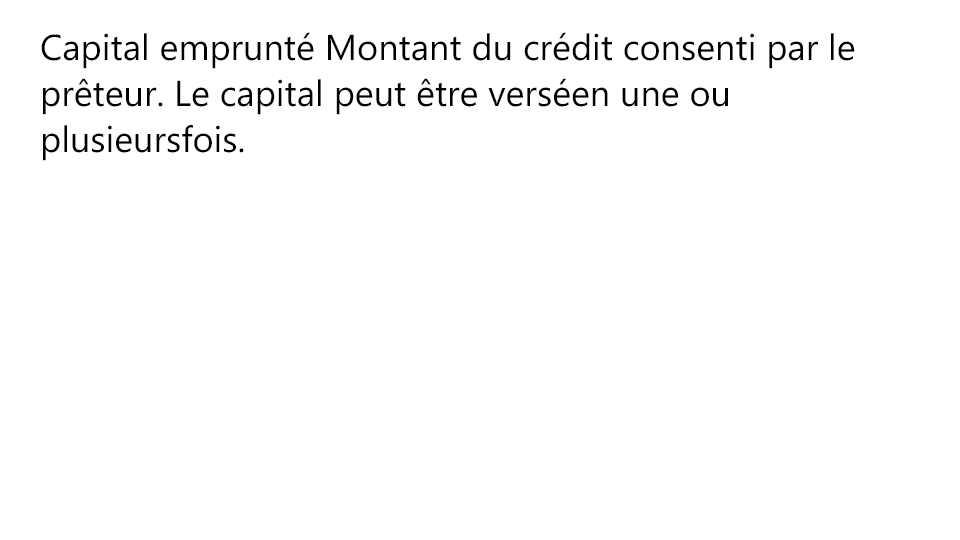 Capital emprunté Montant du crédit consenti par le
prêteur. Le capital peut être verséen une ou
plusieursfois.